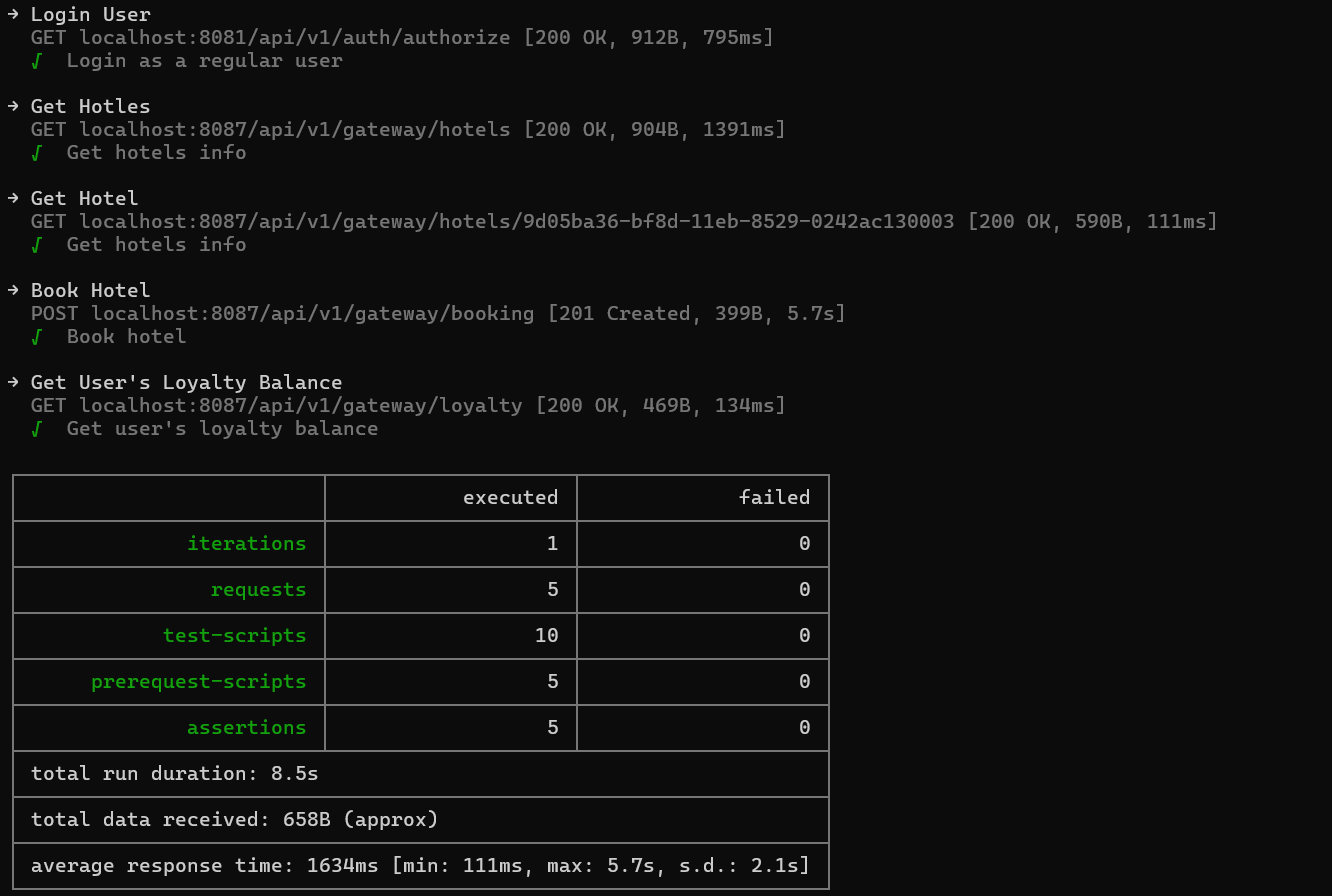 → Login User
GET localhost:8081/api/v1/auth/authorize [200 OK, 912B, 795ms]
√ Login as a regular user
→ Get Hotles
GET localhost:8087/api/v1/gateway/hotels [200 OK, 904B, 1391ms]
√ Get hotels info
→ Get Hotel
GET localhost:8087/api/v1/gateway/hotels/9d05ba36-bf8d-11eb-8529-0242ac130003 [200 OK, 590B, 111ms]
√ Get hotels info
→ Book Hotel
POST localhost:8087/api/v1/gateway/booking [201 Created, 399B, 5.7s]
√ Book hotel
→ Get User's Loyalty Balance
GET localhost:8087/api/v1/gateway/loyalty [200 OK, 469B, 134ms]
√ Get user's loyalty balance
executed failed
iterations 1 0
requests 5 0
test-scripts 10 0
prerequest-scripts 5 0
assertions 5 0
total run duration: 8.5s
total data received: 658B (approx)
average response time: 1634ms [min: 111ms, max: 5.7s, s.d.: 2.1s]